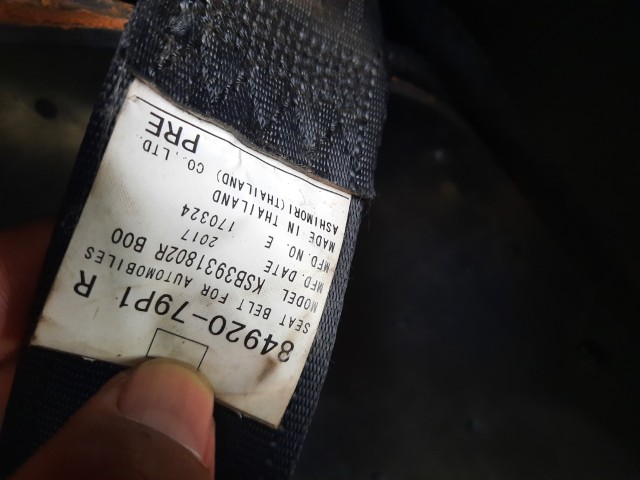 84920-79P1 R
SEAT BELT FOR AUTOMOBILES
MODEL KSB3931802R B00
MFD. DATE 2017
MFD. NO. E 170324
MADE IN THAILAND
ASHIMORI (THAILAND) CO., LTD.
PRE